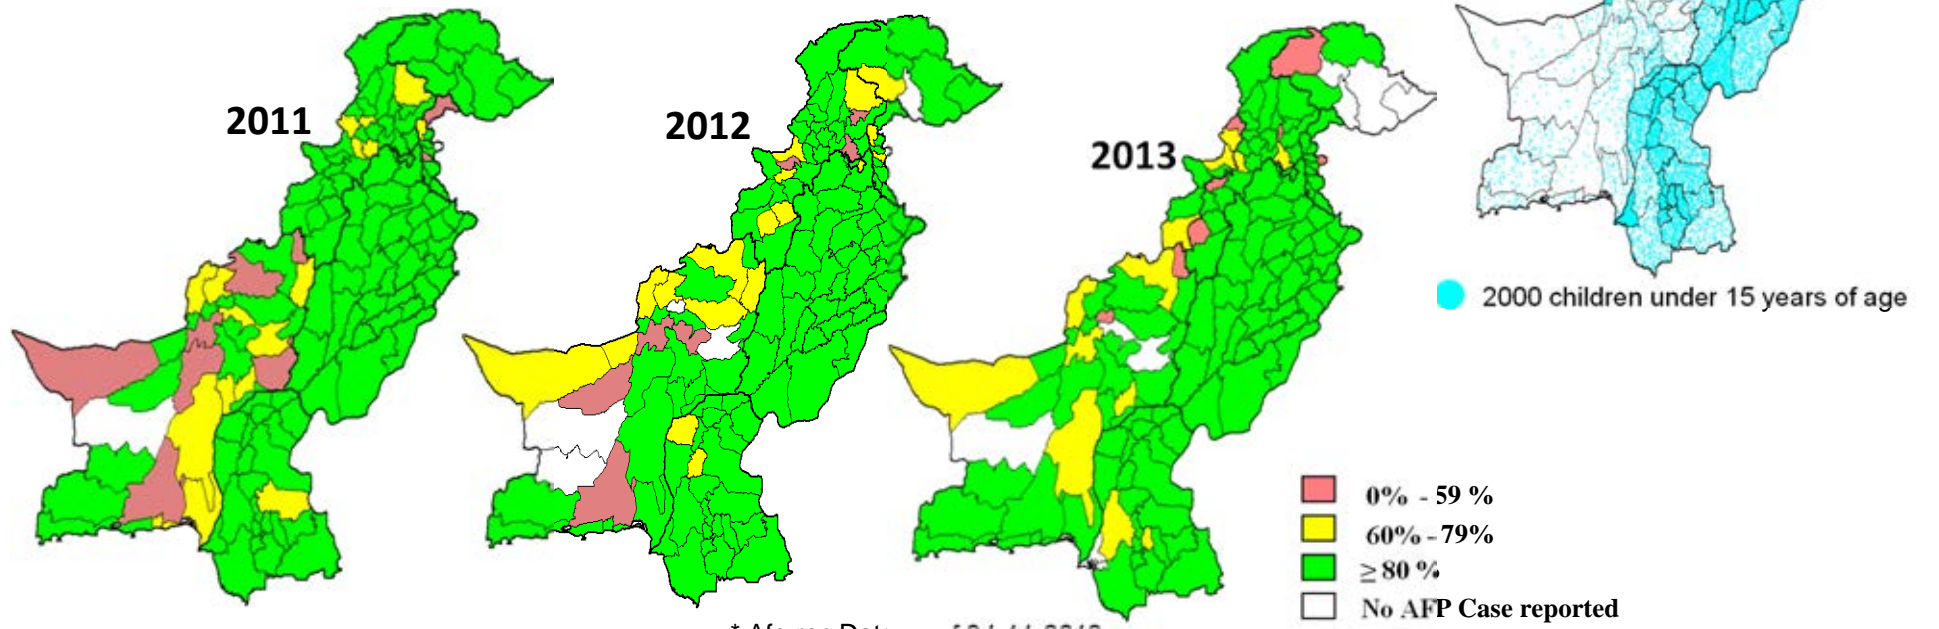 2011
2012
2013
2000 children under 15 years of age
0% - 59 %
60% - 79%
≥ 80 %
No AFP Case reported